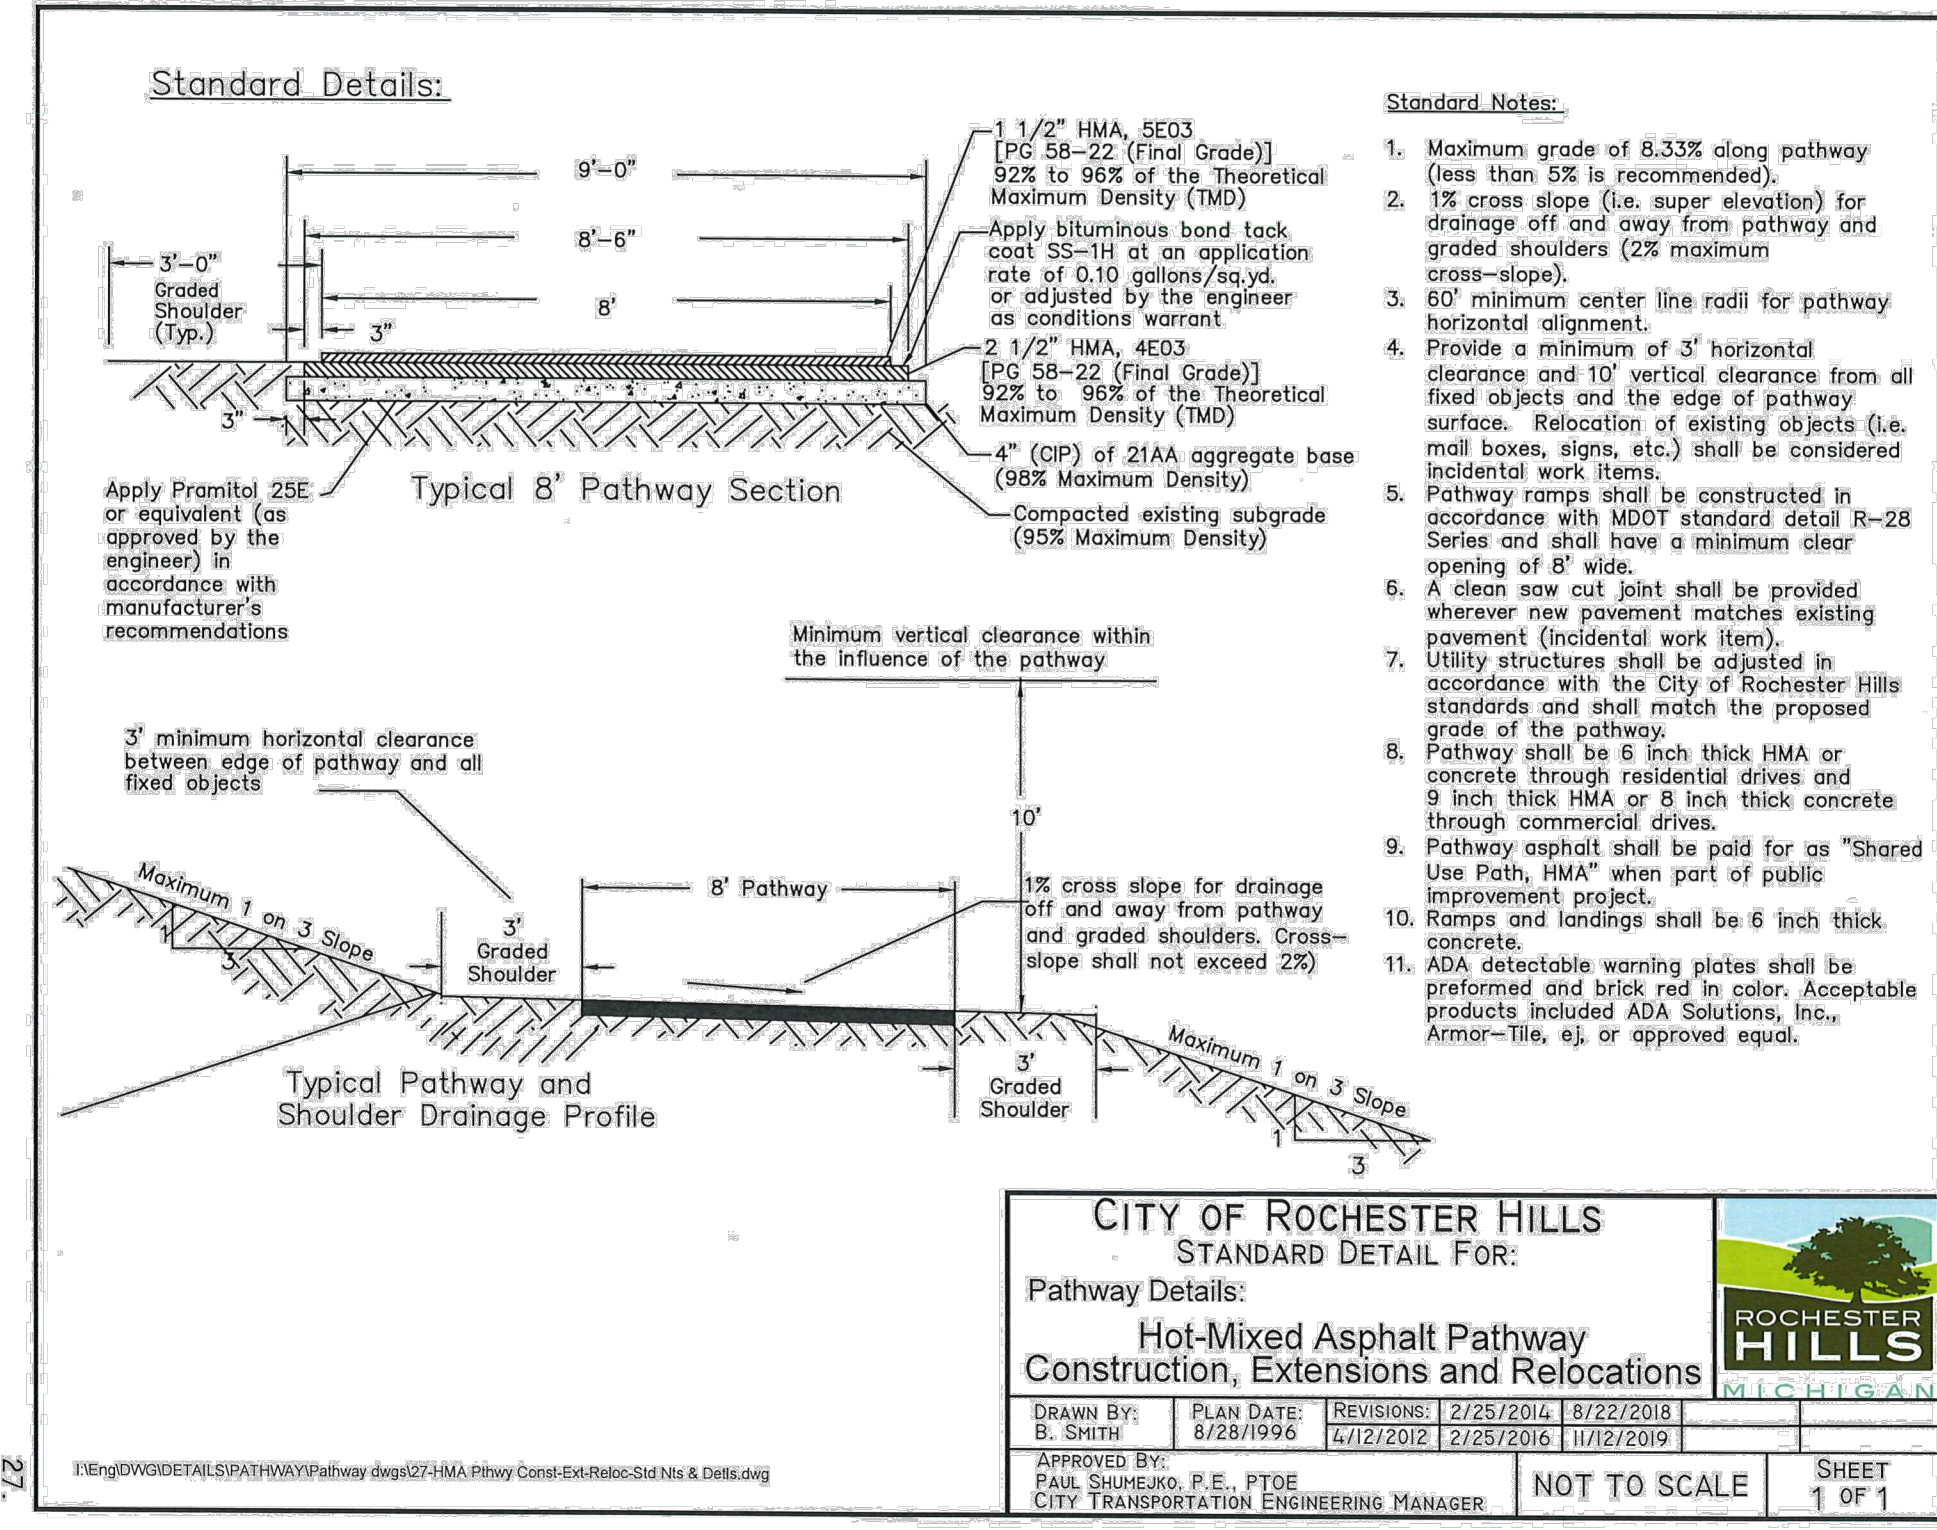 Standard Details:
9'-0"
8'-6"
3'-0"
Graded
Shoulder
(Typ.)
8'
3"
3"
1 1/2" HMA, 5E03
[PG 58-22 (Final Grade)]
92% to 96% of the Theoretical
Maximum Density (TMD)
Apply bituminous bond tack
coat SS-1H at an application
rate of 0.10 gallons/sq.yd.
or adjusted by the engineer
as conditions warrant
2 1/2" HMA, 4E03
[PG 58-22 (Final Grade)]
92% to 96% of the Theoretical
Maximum Density (TMD)
4" (CIP) of 21AA aggregate base
(98% Maximum Density)
Compacted existing subgrade
(95% Maximum Density)
Typical 8' Pathway Section
Apply Pramitol 25E
or equivalent (as
approved by the
engineer) in
accordance with
manufacturer's
recommendations
Minimum vertical clearance within
the influence of the pathway
3' minimum horizontal clearance
between edge of pathway and all
fixed objects
10'
Maximum 1 on 3 Slope
1
3
3'
Graded
Shoulder
8' Pathway
1% cross slope for drainage
off and away from pathway
and graded shoulders. Cross-
slope shall not exceed 2%)
3'
Graded
Shoulder
Maximum 1 on 3 Slope
1
3
Typical Pathway and
Shoulder Drainage Profile
Standard Notes:
1. Maximum grade of 8.33% along pathway
(less than 5% is recommended).
2. 1% cross slope (i.e. super elevation) for
drainage off and away from pathway and
graded shoulders (2% maximum
cross-slope).
3. 60' minimum center line radii for pathway
horizontal alignment.
4. Provide a minimum of 3' horizontal
clearance and 10' vertical clearance from all
fixed objects and the edge of pathway
surface. Relocation of existing objects (i.e.
mail boxes, signs, etc.) shall be considered
incidental work items.
5. Pathway ramps shall be constructed in
accordance with MDOT standard detail R-28
Series and shall have a minimum clear
opening of 8' wide.
6. A clean saw cut joint shall be provided
wherever new pavement matches existing
pavement (incidental work item).
7. Utility structures shall be adjusted in
accordance with the City of Rochester Hills
standards and shall match the proposed
grade of the pathway.
8. Pathway shall be 6 inch thick HMA or
concrete through residential drives and
9 inch thick HMA or 8 inch thick concrete
through commercial drives.
9. Pathway asphalt shall be paid for as "Shared
Use Path, HMA" when part of public
improvement project.
10. Ramps and landings shall be 6 inch thick
concrete.
11. ADA detectable warning plates shall be
preformed and brick red in color. Acceptable
products included ADA Solutions, Inc.,
Armor-Tile, ej, or approved equal.
CITY OF ROCHESTER HILLS
STANDARD DETAIL FOR:
Pathway Details:
Hot-Mixed Asphalt Pathway
Construction, Extensions and Relocations
ROCHESTER
HILLS
MICHIGAN
DRAWN BY:
B. SMITH
PLAN DATE:
8/28/1996
REVISIONS: 2/25/2014 8/22/2018
4/12/2012 2/25/2016 11/12/2019
APPROVED BY:
PAUL SHUMEJKO, P.E., PTOE
CITY TRANSPORTATION ENGINEERING MANAGER
NOT TO SCALE
SHEET
1 OF 1
I:\Eng\DWG\DETAILS\PATHWAY\Pathway dwgs\27-HMA Pthwy Const-Ext-Reloc-Std Nts & Detls.dwg
27.